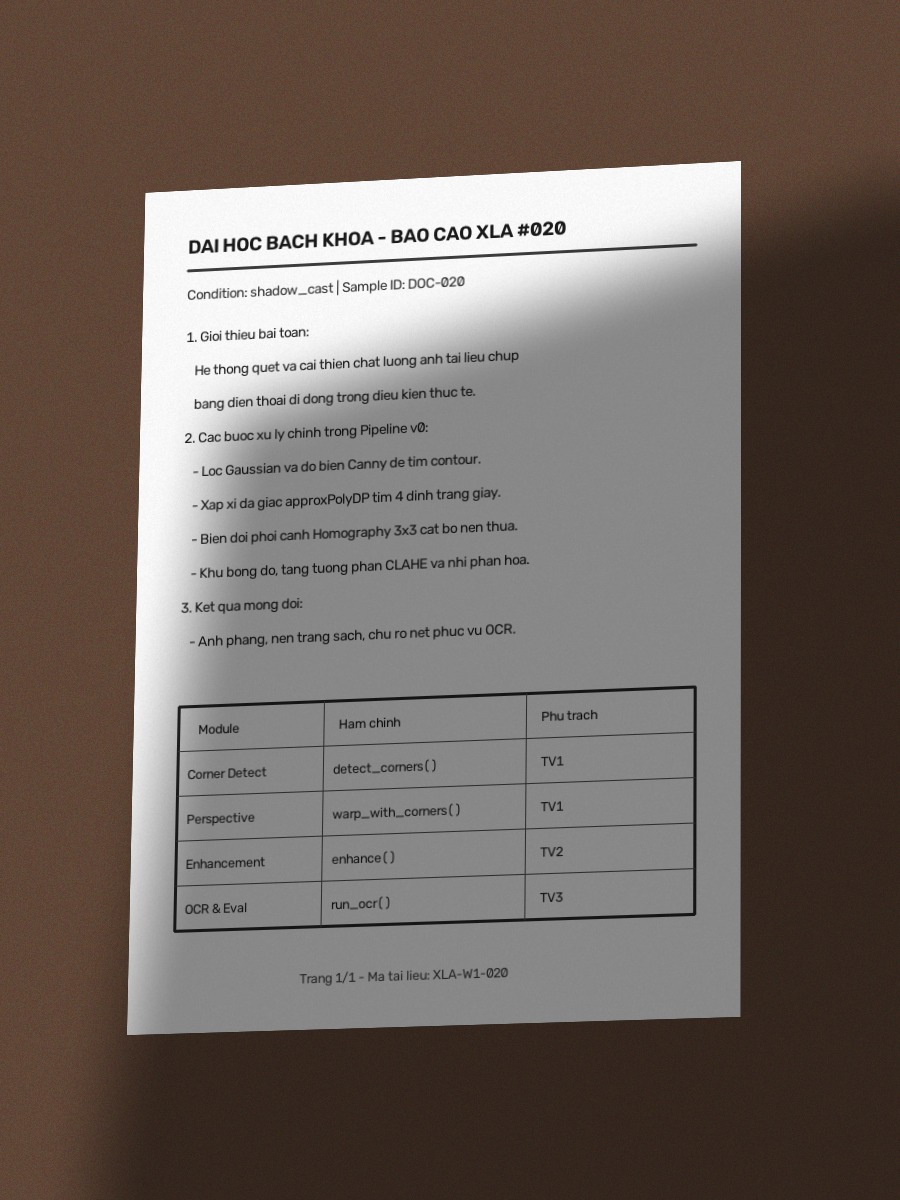 DAI HOC BACH KHOA - BAO CAO XLA #020
Condition: shadow_cast | Sample ID: DOC-020
1. Gioi thieu bai toan:
He thong quet va cai thien chat luong anh tai lieu chup
bang dien thoai di dong trong dieu kien thuc te.
2. Cac buoc xu ly chinh trong Pipeline v0:
- Loc Gaussian va do bien Canny de tim contour.
- Xap xi da giac approxPolyDP tim 4 dinh trang giay.
- Bien doi phoi canh Homography 3x3 cat bo nen thua.
- Khu bong do, tang tuong phan CLAHE va nhi phan hoa.
3. Ket qua mong doi:
- Anh phang, nen trang sach, chu ro net phuc vu OCR.
Module Ham chinh Phu trach
Corner Detect detect_corners() TV1
Perspective warp_with_corners() TV1
Enhancement enhance() TV2
OCR & Eval run_ocr() TV3
Trang 1/1 - Ma tai lieu: XLA-W1-020